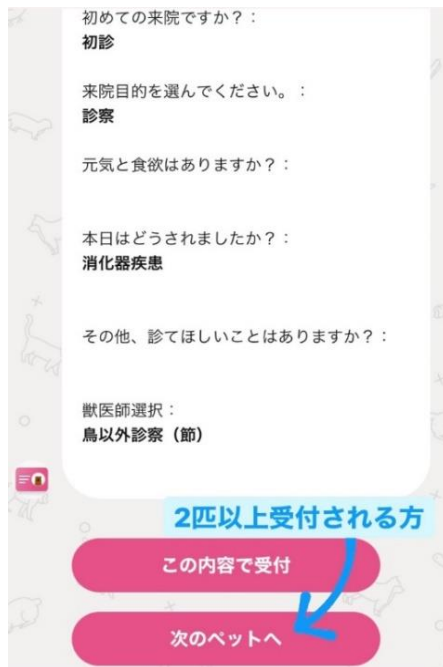 初めての来院ですか？：
初診
来院目的を選んでください。：
診察
元気と食欲はありますか？：
本日はどうされましたか？：
消化器疾患
その他、診てほしいことはありますか？：
獣医師選択：
鳥以外診察（節）
2匹以上受付される方
この内容で受付
次のペットへ